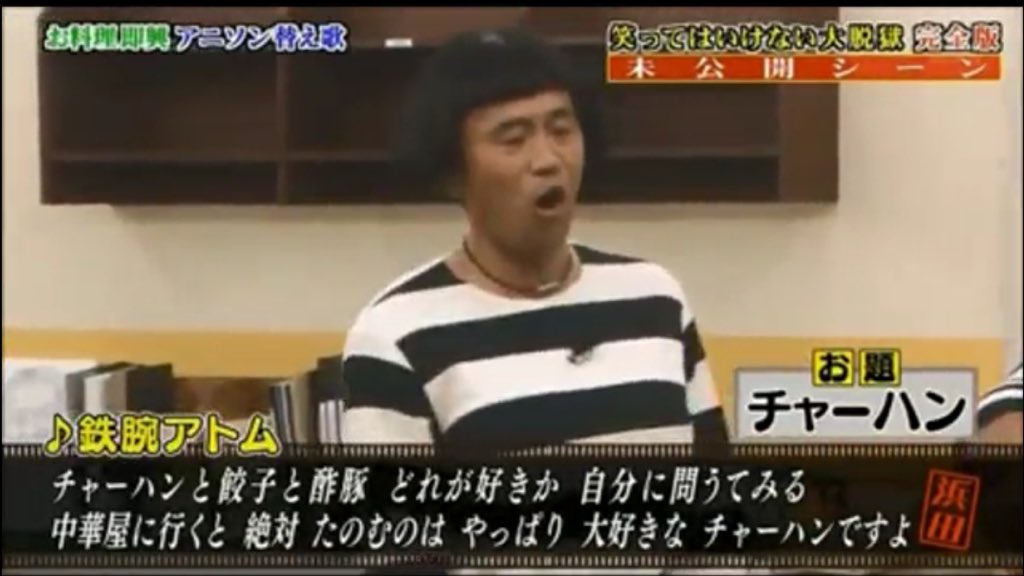 お料理即興 アニソン替え歌
笑ってはいけない大脱獄 完全版
未公開シーン
お題
チャーハン
♪鉄腕アトム
チャーハンと餃子と酢豚 どれが好きか 自分に問うてみる
中華屋に行くと 絶対 たのむのは やっぱり 大好きな チャーハンですよ
浜田